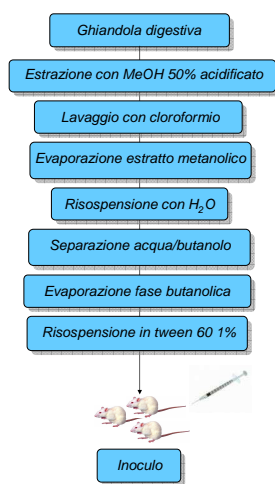 Ghiandola digestiva
Estrazione con MeOH 50% acidificato
Lavaggio con cloroformio
Evaporazione estratto metanolico
Risospensione con H₂O
Separazione acqua/butanolo
Evaporazione fase butanolica
Risospensione in tween 60 1%
Inoculo